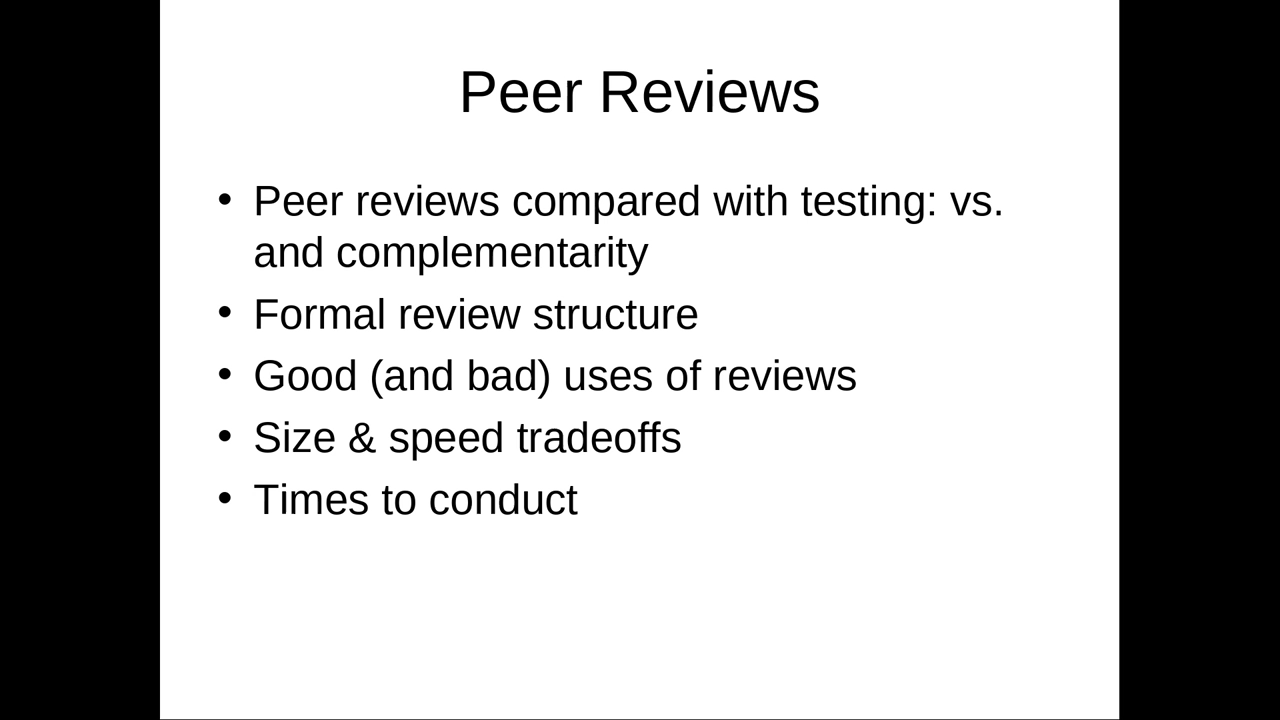 Peer Reviews
• Peer reviews compared with testing: vs.
and complementarity
• Formal review structure
• Good (and bad) uses of reviews
• Size & speed tradeoffs
• Times to conduct